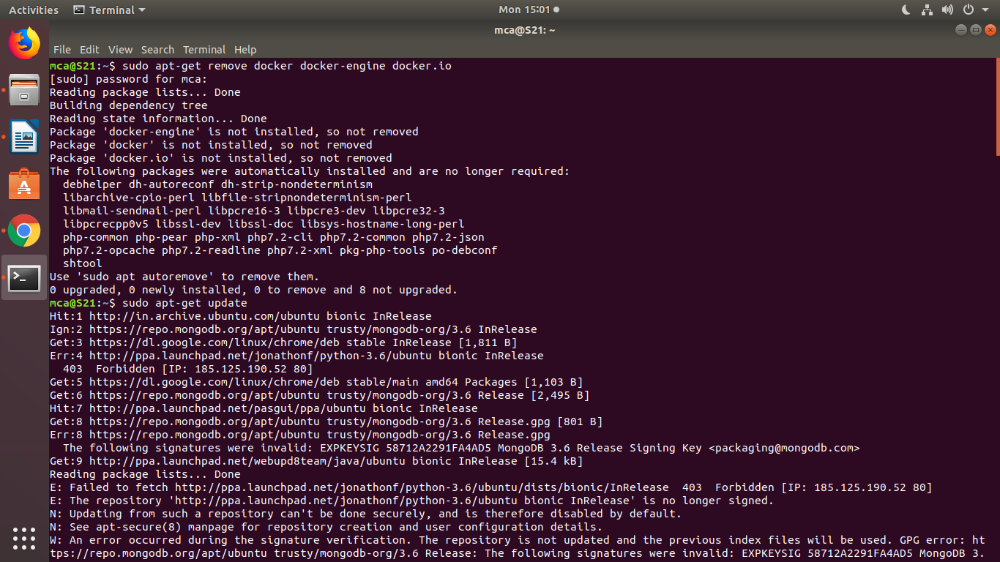 Activities
Terminal
Mon 15:01
mca@S21: ~
File Edit View Search Terminal Help
mca@S21:~$ sudo apt-get remove docker docker-engine docker.io
[sudo] password for mca:
Reading package lists... Done
Building dependency tree
Reading state information... Done
Package 'docker-engine' is not installed, so not removed
Package 'docker' is not installed, so not removed
Package 'docker.io' is not installed, so not removed
The following packages were automatically installed and are no longer required:
  debhelper dh-autoreconf dh-strip-nondeterminism
  libarchive-cpio-perl libfile-stripnondeterminism-perl
  libmail-sendmail-perl libpcre16-3 libpcre3-dev libpcre32-3
  libpcrecpp0v5 libssl-dev libssl-doc libsys-hostname-long-perl
  php-common php-pear php-xml php7.2-cli php7.2-common php7.2-json
  php7.2-opcache php7.2-readline php7.2-xml pkg-php-tools po-debconf
  shtool
Use 'sudo apt autoremove' to remove them.
0 upgraded, 0 newly installed, 0 to remove and 8 not upgraded.
mca@S21:~$ sudo apt-get update
Hit:1 http://in.archive.ubuntu.com/ubuntu bionic InRelease
Ign:2 https://repo.mongodb.org/apt/ubuntu trusty/mongodb-org/3.6 InRelease
Get:3 https://dl.google.com/linux/chrome/deb stable InRelease [1,811 B]
Err:4 http://ppa.launchpad.net/jonathonf/python-3.6/ubuntu bionic InRelease
  403  Forbidden [IP: 185.125.190.52 80]
Get:5 https://dl.google.com/linux/chrome/deb stable/main amd64 Packages [1,103 B]
Get:6 https://repo.mongodb.org/apt/ubuntu trusty/mongodb-org/3.6 Release [2,495 B]
Hit:7 http://ppa.launchpad.net/pasgui/ppa/ubuntu bionic InRelease
Get:8 https://repo.mongodb.org/apt/ubuntu trusty/mongodb-org/3.6 Release.gpg [801 B]
Err:8 https://repo.mongodb.org/apt/ubuntu trusty/mongodb-org/3.6 Release.gpg
  The following signatures were invalid: EXPKEYSIG 58712A2291FA4AD5 MongoDB 3.6 Release Signing Key <packaging@mongodb.com>
Get:9 http://ppa.launchpad.net/webupd8team/java/ubuntu bionic InRelease [15.4 kB]
Reading package lists... Done
E: Failed to fetch http://ppa.launchpad.net/jonathonf/python-3.6/ubuntu/dists/bionic/InRelease  403  Forbidden [IP: 185.125.190.52 80]
E: The repository 'http://ppa.launchpad.net/jonathonf/python-3.6/ubuntu bionic InRelease' is no longer signed.
N: Updating from such a repository can't be done securely, and is therefore disabled by default.
N: See apt-secure(8) manpage for repository creation and user configuration details.
W: An error occurred during the signature verification. The repository is not updated and the previous index files will be used. GPG error: ht
tps://repo.mongodb.org/apt/ubuntu trusty/mongodb-org/3.6 Release: The following signatures were invalid: EXPKEYSIG 58712A2291FA4AD5 MongoDB 3.